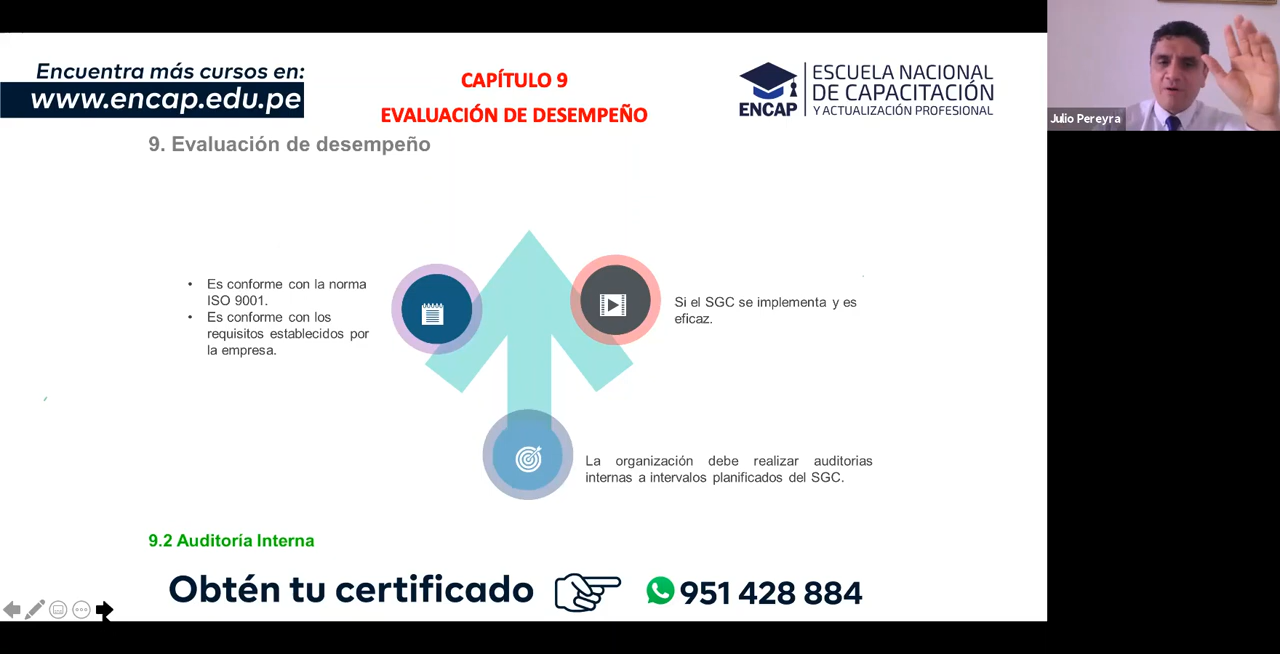 Encuentra más cursos en:
www.encap.edu.pe
CAPÍTULO 9
EVALUACIÓN DE DESEMPEÑO
ENCAP
ESCUELA NACIONAL
DE CAPACITACIÓN
Y ACTUALIZACIÓN PROFESIONAL
Julio Pereyra
9. Evaluación de desempeño
• Es conforme con la norma
ISO 9001.
• Es conforme con los
requisitos establecidos por
la empresa.
Si el SGC se implementa y es
eficaz.
La organización debe realizar auditorias
internas a intervalos planificados del SGC.
9.2 Auditoría Interna
Obtén tu certificado
951 428 884